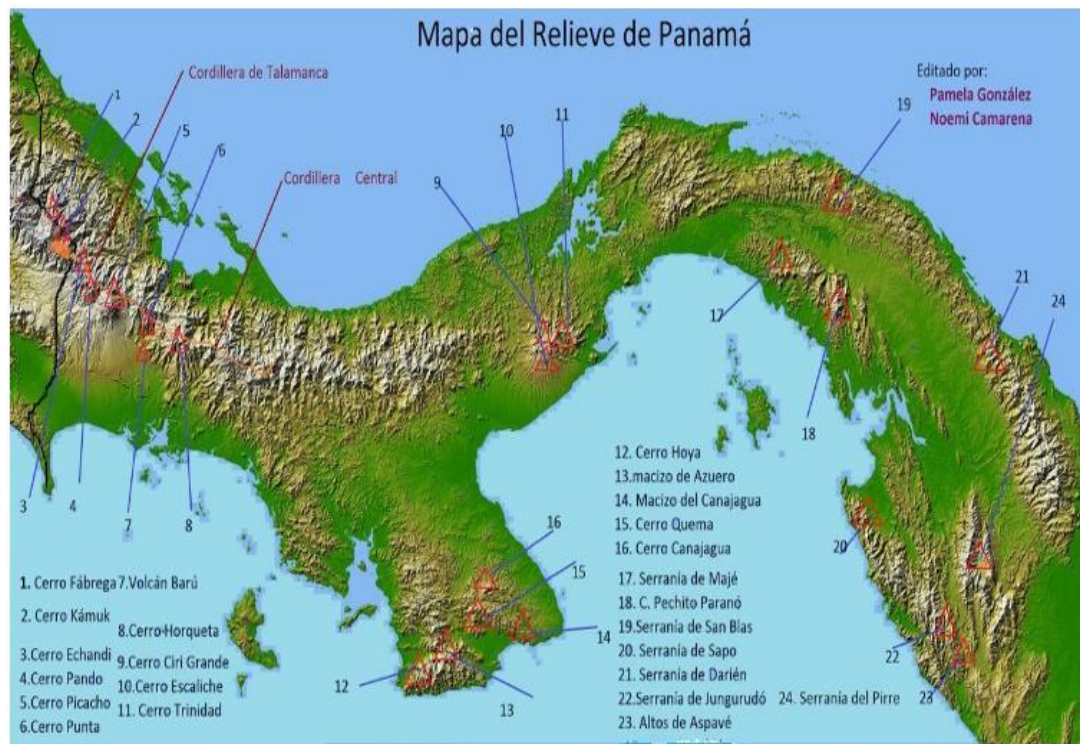 Mapa del Relieve de Panamá
Editado por:
Pamela González
Noemi Camarena
Cordillera de Talamanca
Cordillera Central
1
2
5
6
9
10
11
19
21
24
17
18
20
22
23
3
4
7
8
16
15
14
12
13
1. Cerro Fábrega
2. Cerro Kámuk
3.Cerro Echandi
4.Cerro Pando
5.Cerro Picacho
6.Cerro Punta
7.Volcán Barú
8.Cerro Horqueta
9.Cerro Ciri Grande
10.Cerro Escaliche
11. Cerro Trinidad
12. Cerro Hoya
13.macizo de Azuero
14. Macizo del Canajagua
15. Cerro Quema
16. Cerro Canajagua
17. Serranía de Majé
18. C. Pechito Paranó
19.Serranía de San Blas
20. Serranía de Sapo
21. Serranía de Darién
22.Serranía de Jungurudó
23. Altos de Aspavé
24. Serranía del Pirre